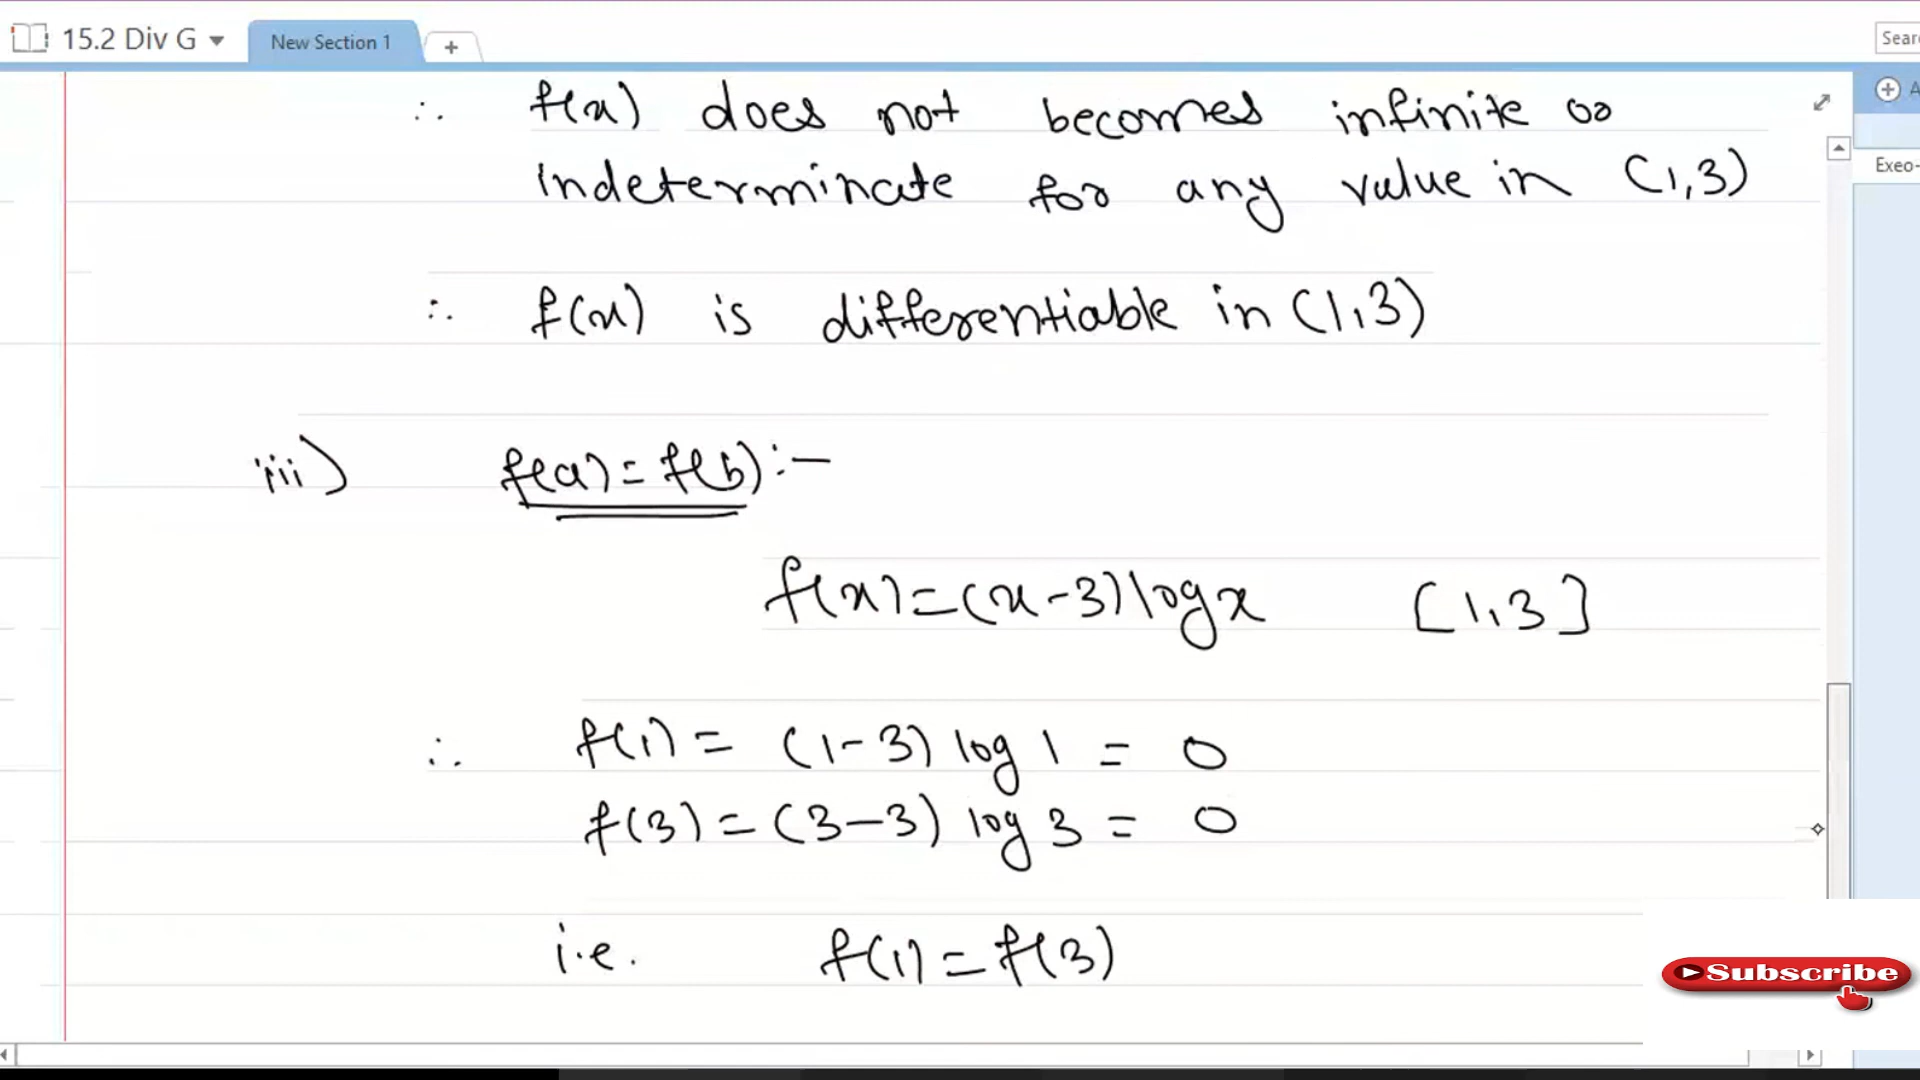 15.2 Div G
New Section 1
+
Sear
A
Exeo-
∴ f(x) does not becomes infinite or
indeterminate for any value in (1,3)
∴ f(x) is differentiable in (1,3)
iii) f(a) = f(b) :-
f(x) = (x-3) log x [1,3]
∴ f(1) = (1-3) log 1 = 0
f(3) = (3-3) log 3 = 0
i.e. f(1) = f(3)
Subscribe